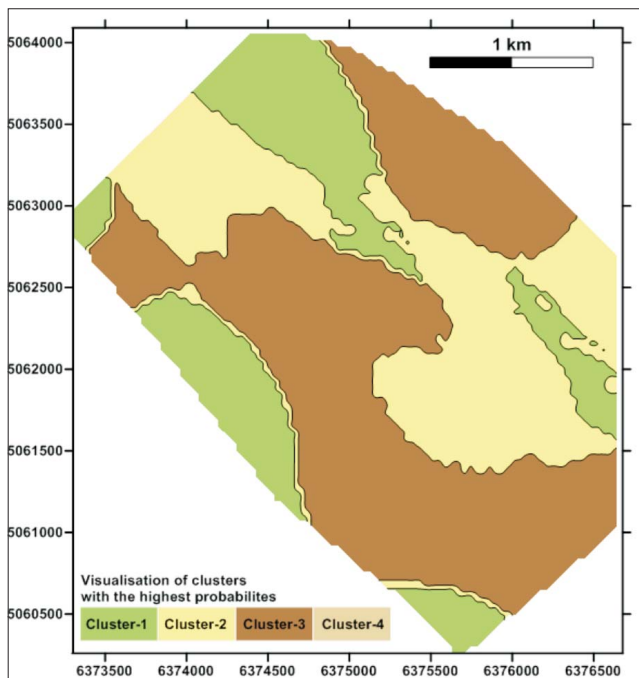 5064000
1 km
5063500
5063000
5062500
5062000
5061500
5061000
Visualisation of clusters
with the highest probabilites
5060500
Cluster-1 Cluster-2 Cluster-3 Cluster-4
6373500 6374000 6374500 6375000 6375500 6376000 6376500